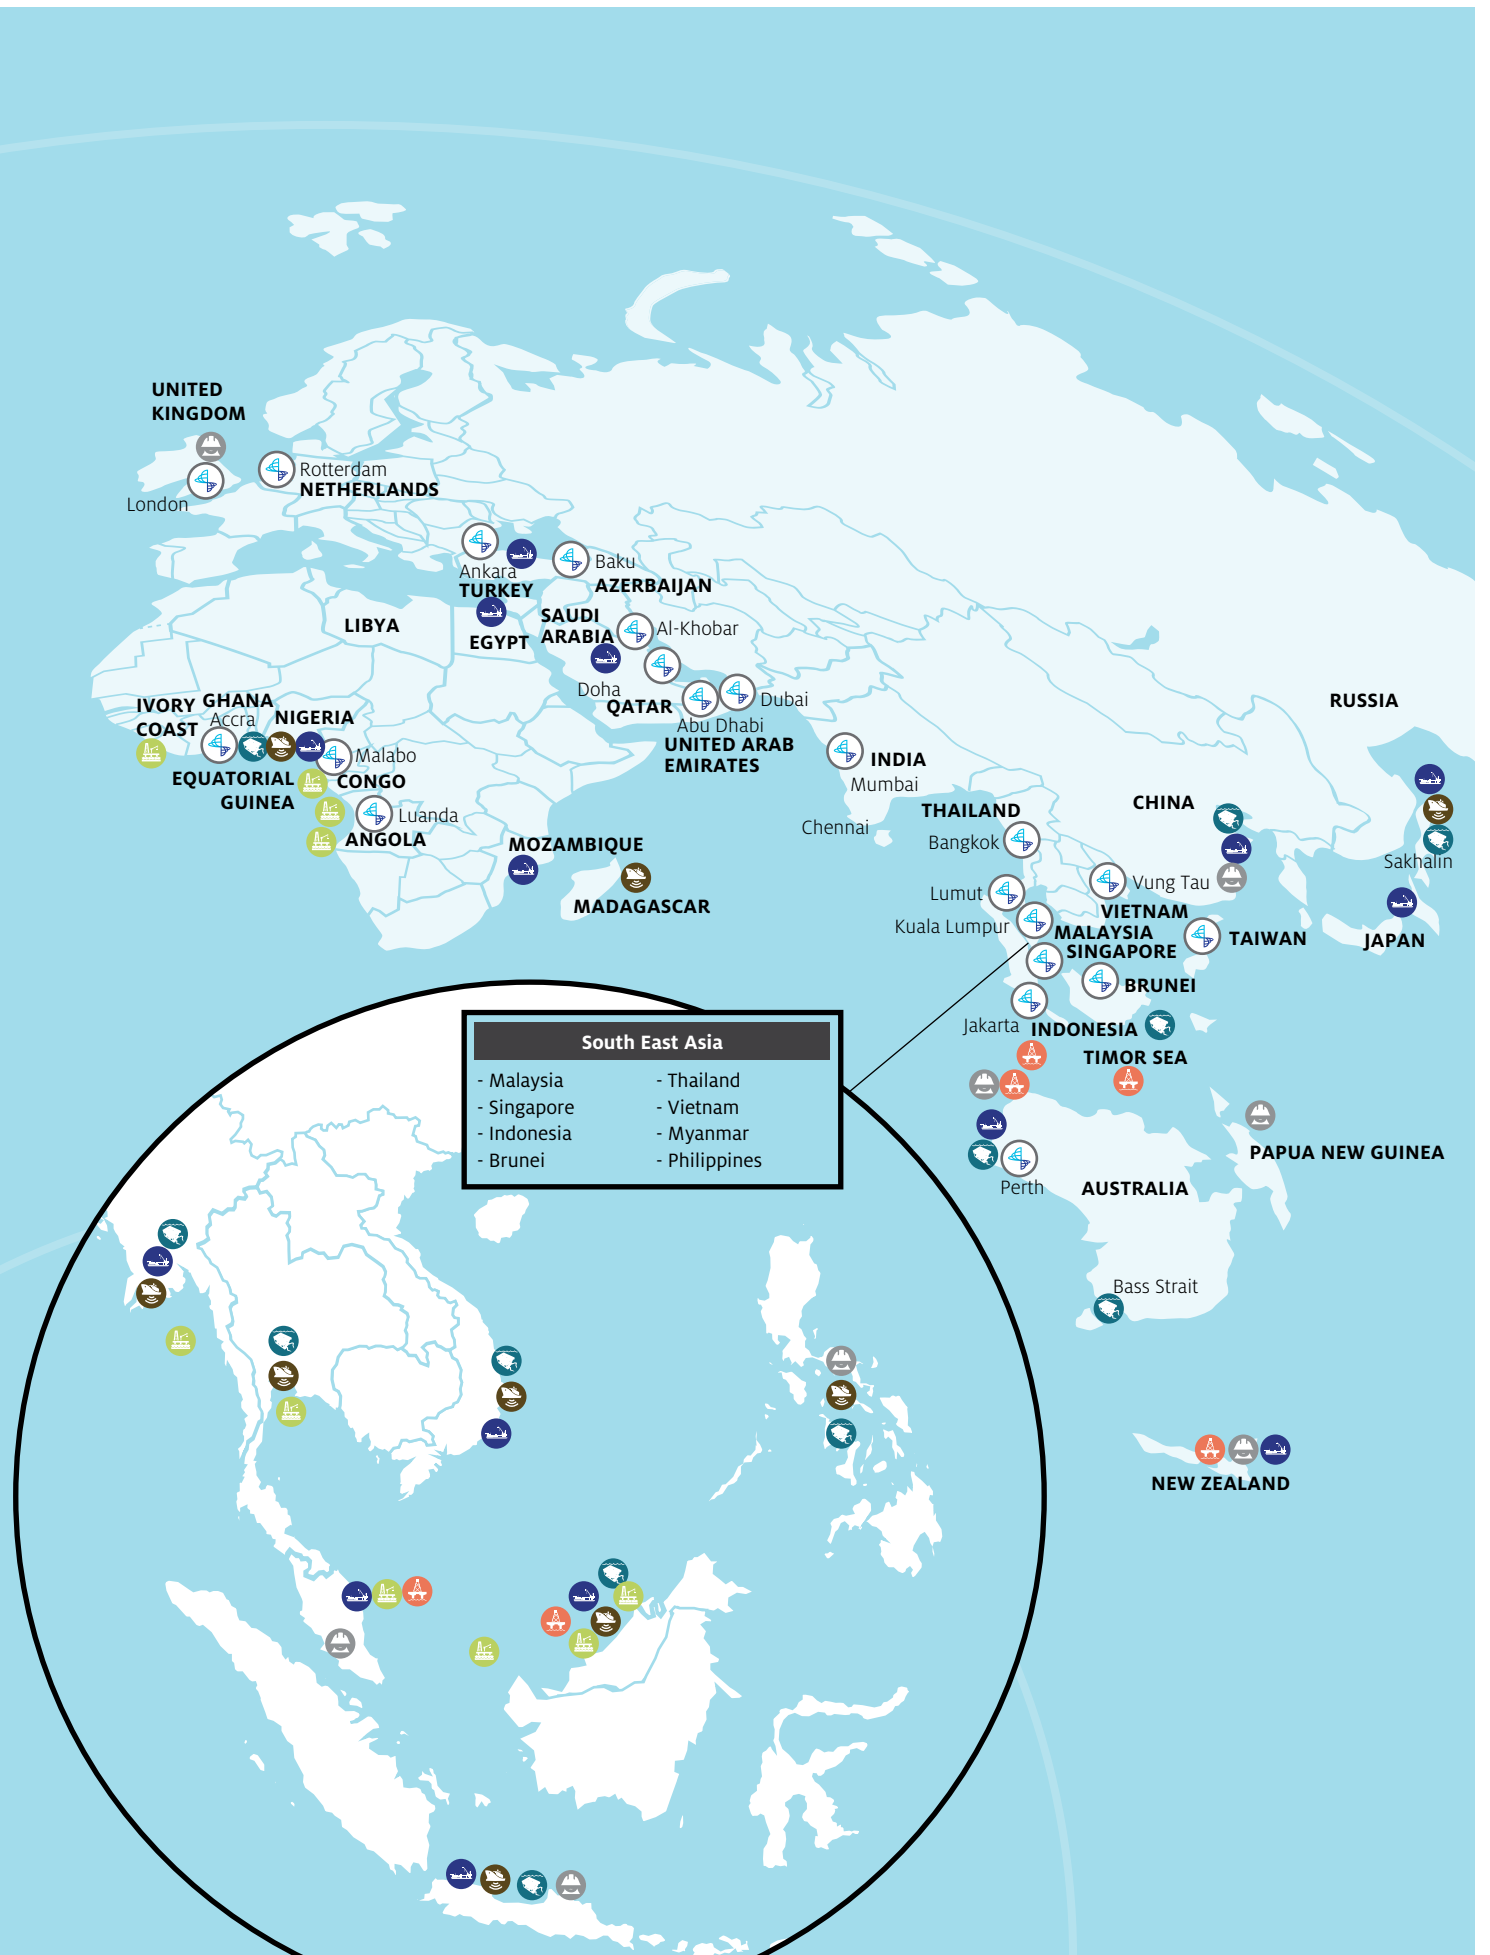 UNITED
KINGDOM
London
Rotterdam
NETHERLANDS
Ankara
TURKEY
Baku
AZERBAIJAN
LIBYA
EGYPT
SAUDI
ARABIA
Al-Khobar
Doha
QATAR
Dubai
Abu Dhabi
UNITED ARAB
EMIRATES
IVORY
COAST
GHANA
Accra
NIGERIA
Malabo
EQUATORIAL
GUINEA
CONGO
Luanda
ANGOLA
MOZAMBIQUE
MADAGASCAR
INDIA
Mumbai
Chennai
THAILAND
Bangkok
CHINA
RUSSIA
Sakhalin
JAPAN
Lumut
Kuala Lumpur
Vung Tau
VIETNAM
MALAYSIA
SINGAPORE
TAIWAN
BRUNEI
Jakarta
INDONESIA
TIMOR SEA
PAPUA NEW GUINEA
Perth
AUSTRALIA
Bass Strait
NEW ZEALAND
South East Asia
- Malaysia
- Singapore
- Indonesia
- Brunei
- Thailand
- Vietnam
- Myanmar
- Philippines